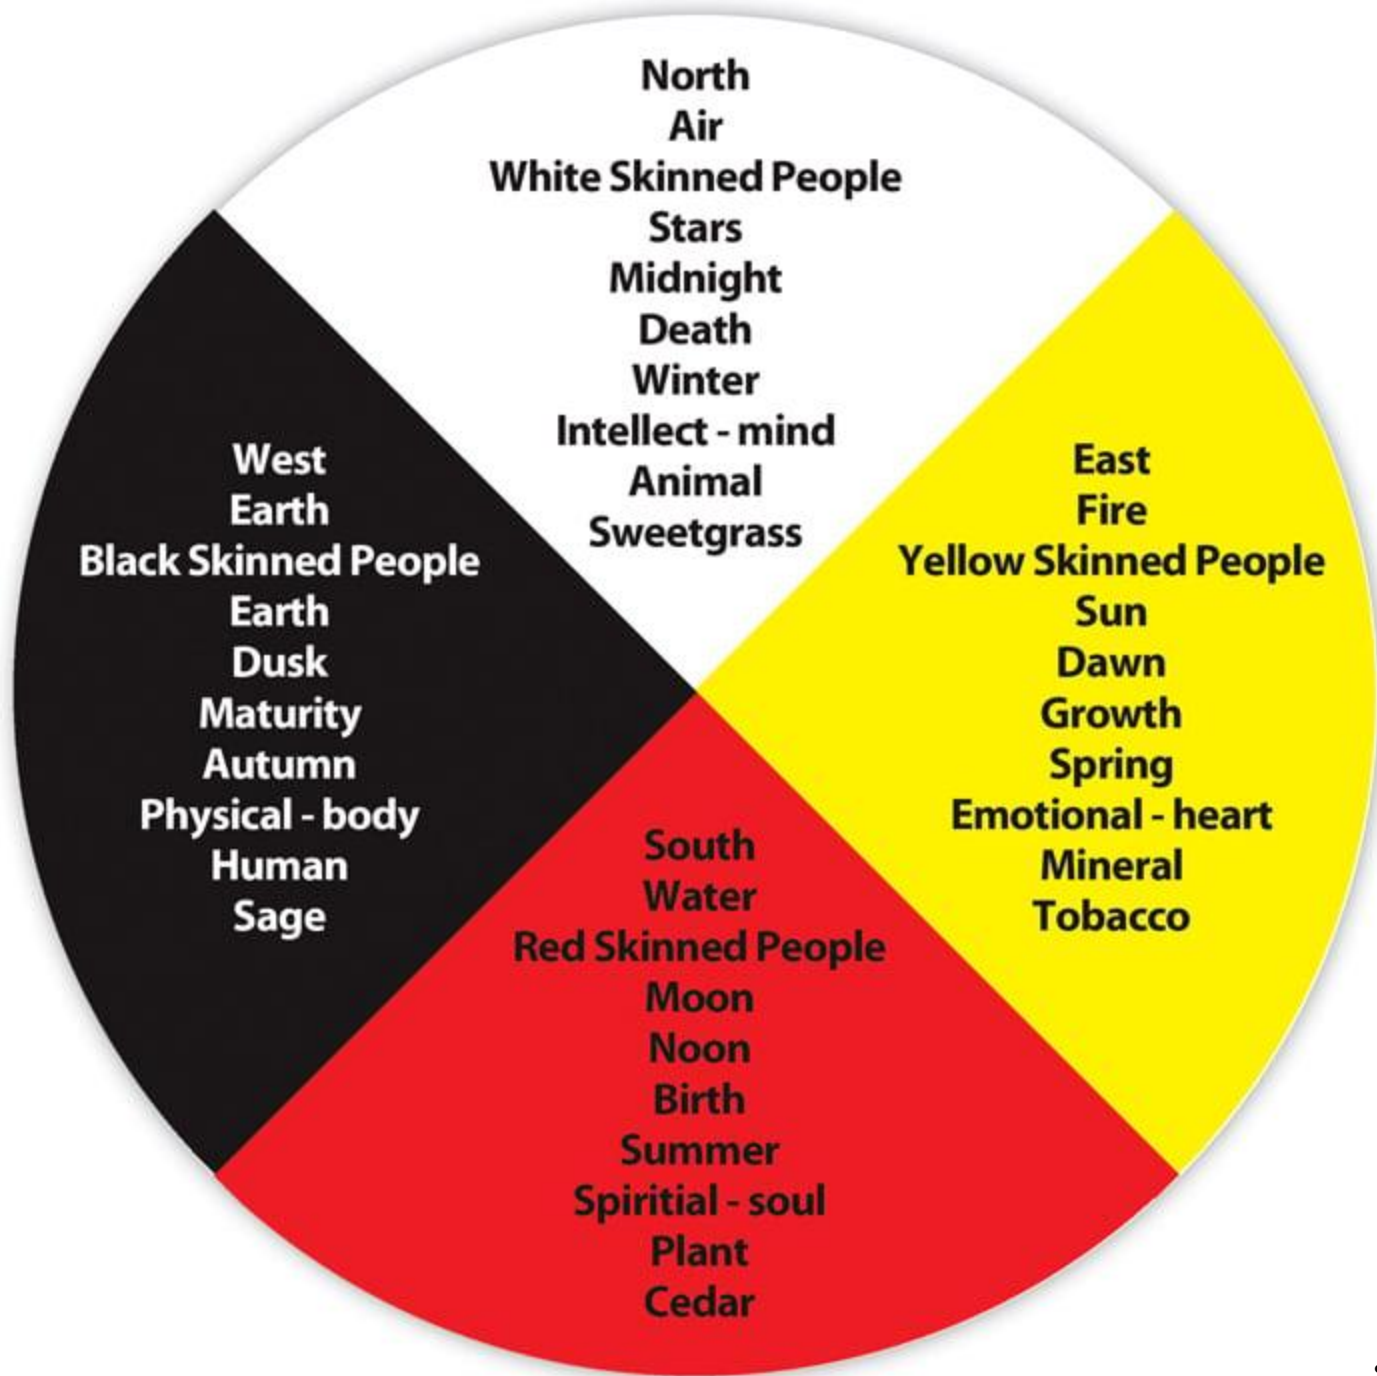 North
Air
White Skinned People
Stars
Midnight
Death
Winter
Intellect - mind
Animal
Sweetgrass
West
Earth
Black Skinned People
Earth
Dusk
Maturity
Autumn
Physical - body
Human
Sage
East
Fire
Yellow Skinned People
Sun
Dawn
Growth
Spring
Emotional - heart
Mineral
Tobacco
South
Water
Red Skinned People
Moon
Noon
Birth
Summer
Spiritial - soul
Plant
Cedar